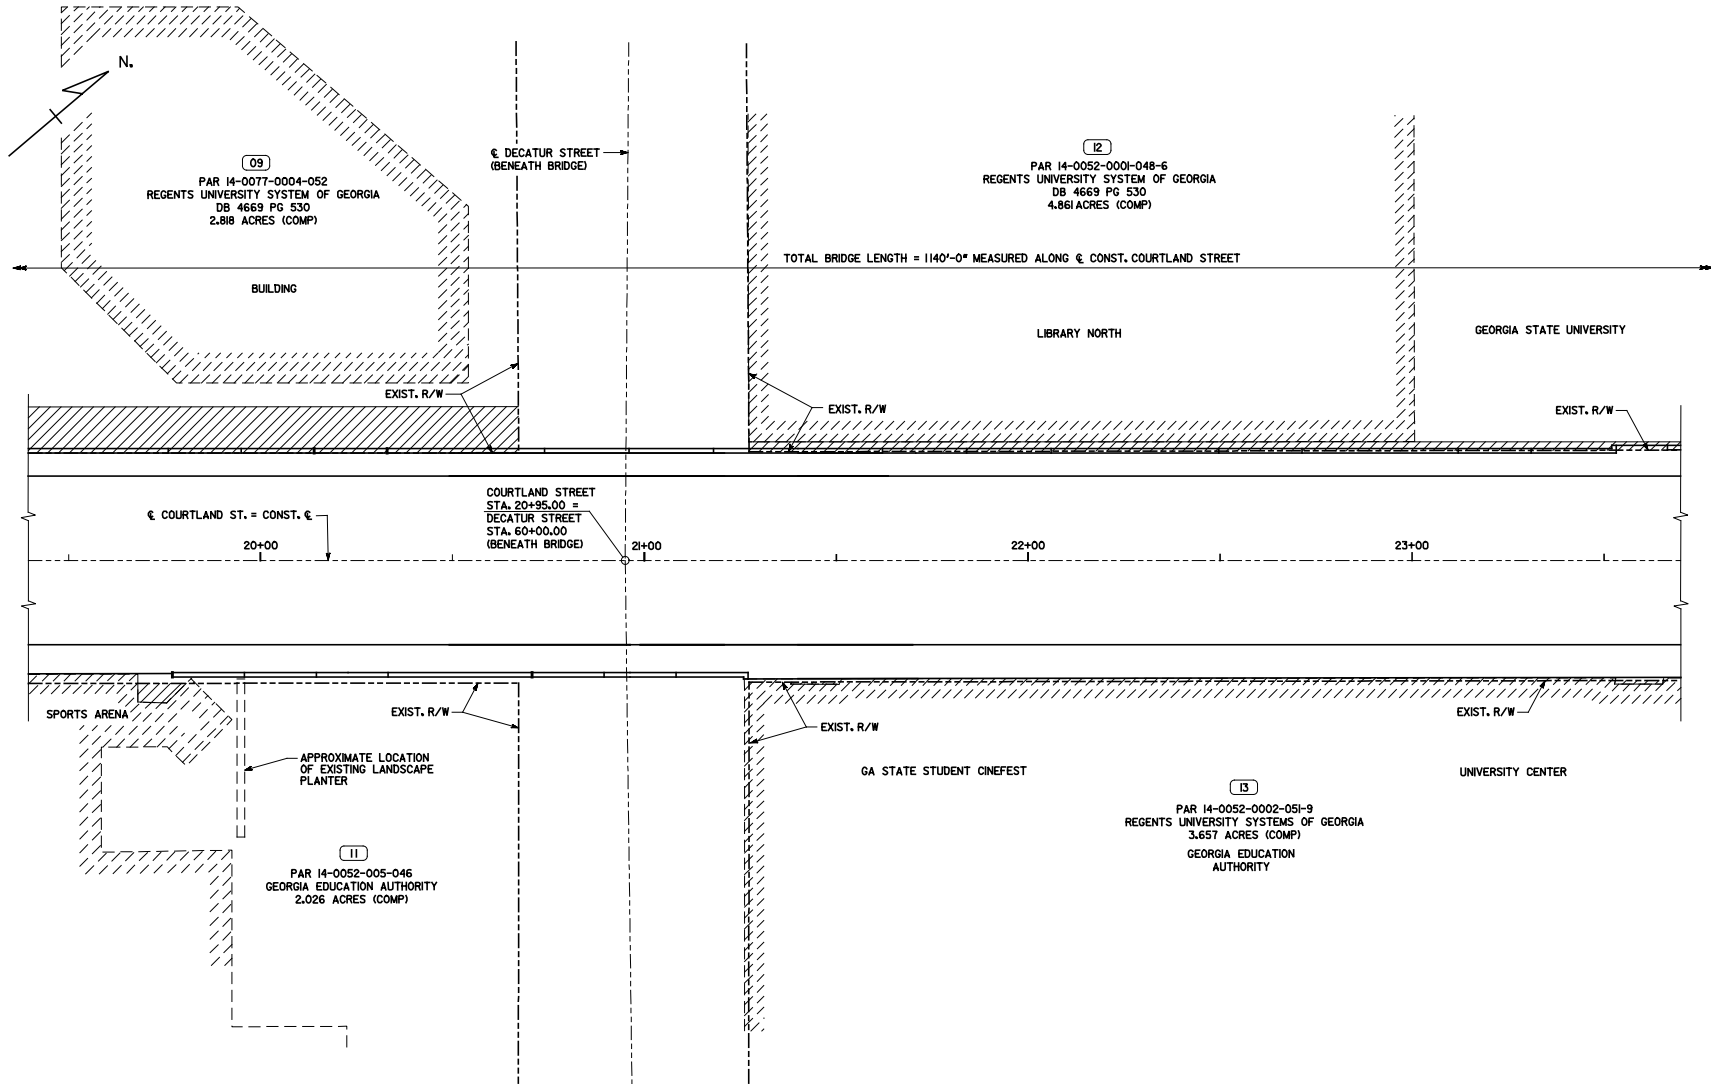 N.
09
PAR 14-0077-0004-052
REGENTS UNIVERSITY SYSTEM OF GEORGIA
DB 4669 PG 530
2.818 ACRES (COMP)
BUILDING
℄ DECATUR STREET
(BENEATH BRIDGE)
12
PAR 14-0052-0001-048-6
REGENTS UNIVERSITY SYSTEM OF GEORGIA
DB 4669 PG 530
4.861 ACRES (COMP)
TOTAL BRIDGE LENGTH = 1140'-0" MEASURED ALONG ℄ CONST. COURTLAND STREET
LIBRARY NORTH
GEORGIA STATE UNIVERSITY
EXIST. R/W
EXIST. R/W
EXIST. R/W
℄ COURTLAND ST. = CONST. ℄
COURTLAND STREET
STA. 20+95.00 =
DECATUR STREET
STA. 60+00.00
(BENEATH BRIDGE)
20+00
21+00
22+00
23+00
SPORTS ARENA
EXIST. R/W
EXIST. R/W
EXIST. R/W
APPROXIMATE LOCATION
OF EXISTING LANDSCAPE
PLANTER
GA STATE STUDENT CINEFEST
UNIVERSITY CENTER
11
PAR 14-0052-005-046
GEORGIA EDUCATION AUTHORITY
2.026 ACRES (COMP)
13
PAR 14-0052-0002-051-9
REGENTS UNIVERSITY SYSTEMS OF GEORGIA
3.657 ACRES (COMP)
GEORGIA EDUCATION
AUTHORITY